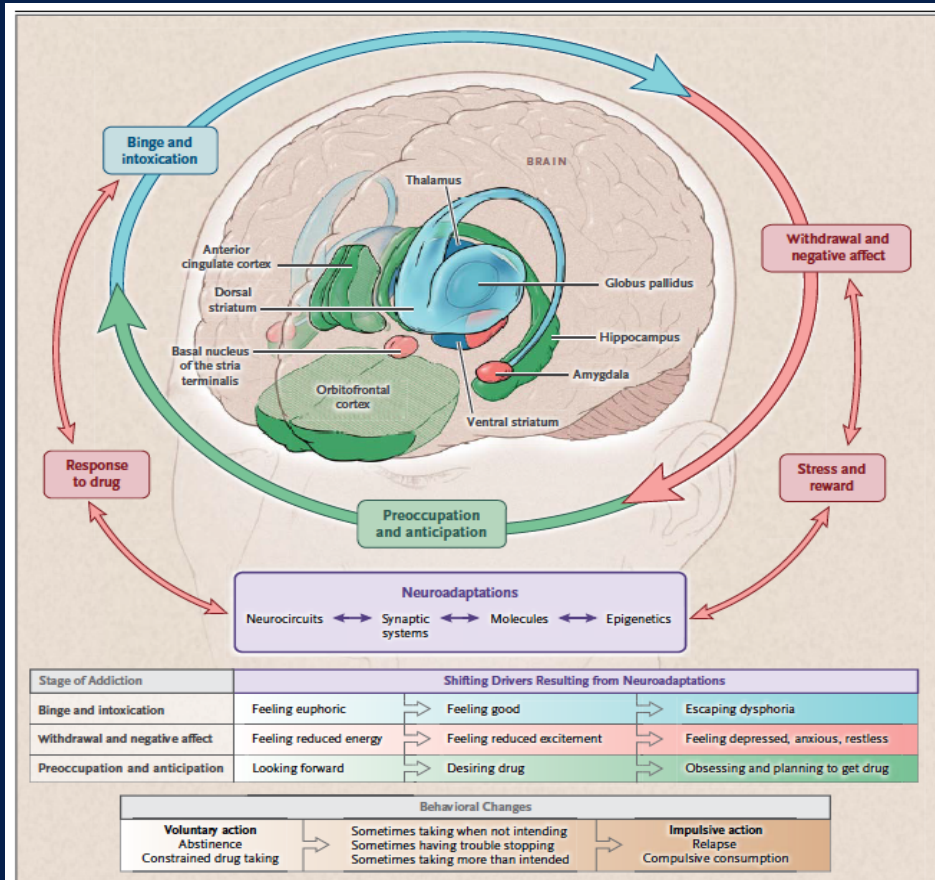 Binge and
intoxication
BRAIN
Thalamus
Anterior
cingulate cortex
Withdrawal and
negative affect
Dorsal
striatum
Globus pallidus
Basal nucleus
of the stria
terminalis
Hippocampus
Amygdala
Orbitofrontal
cortex
Ventral striatum
Response
to drug
Stress and
reward
Preoccupation
and anticipation
Neuroadaptations
Neurocircuits Synaptic systems Molecules Epigenetics
Stage of Addiction Shifting Drivers Resulting from Neuroadaptations
Binge and intoxication Feeling euphoric Feeling good Escaping dysphoria
Withdrawal and negative affect Feeling reduced energy Feeling reduced excitement Feeling depressed, anxious, restless
Preoccupation and anticipation Looking forward Desiring drug Obsessing and planning to get drug
Behavioral Changes
Voluntary action Sometimes taking when not intending Impulsive action
Abstinence Sometimes having trouble stopping Relapse
Constrained drug taking Sometimes taking more than intended Compulsive consumption